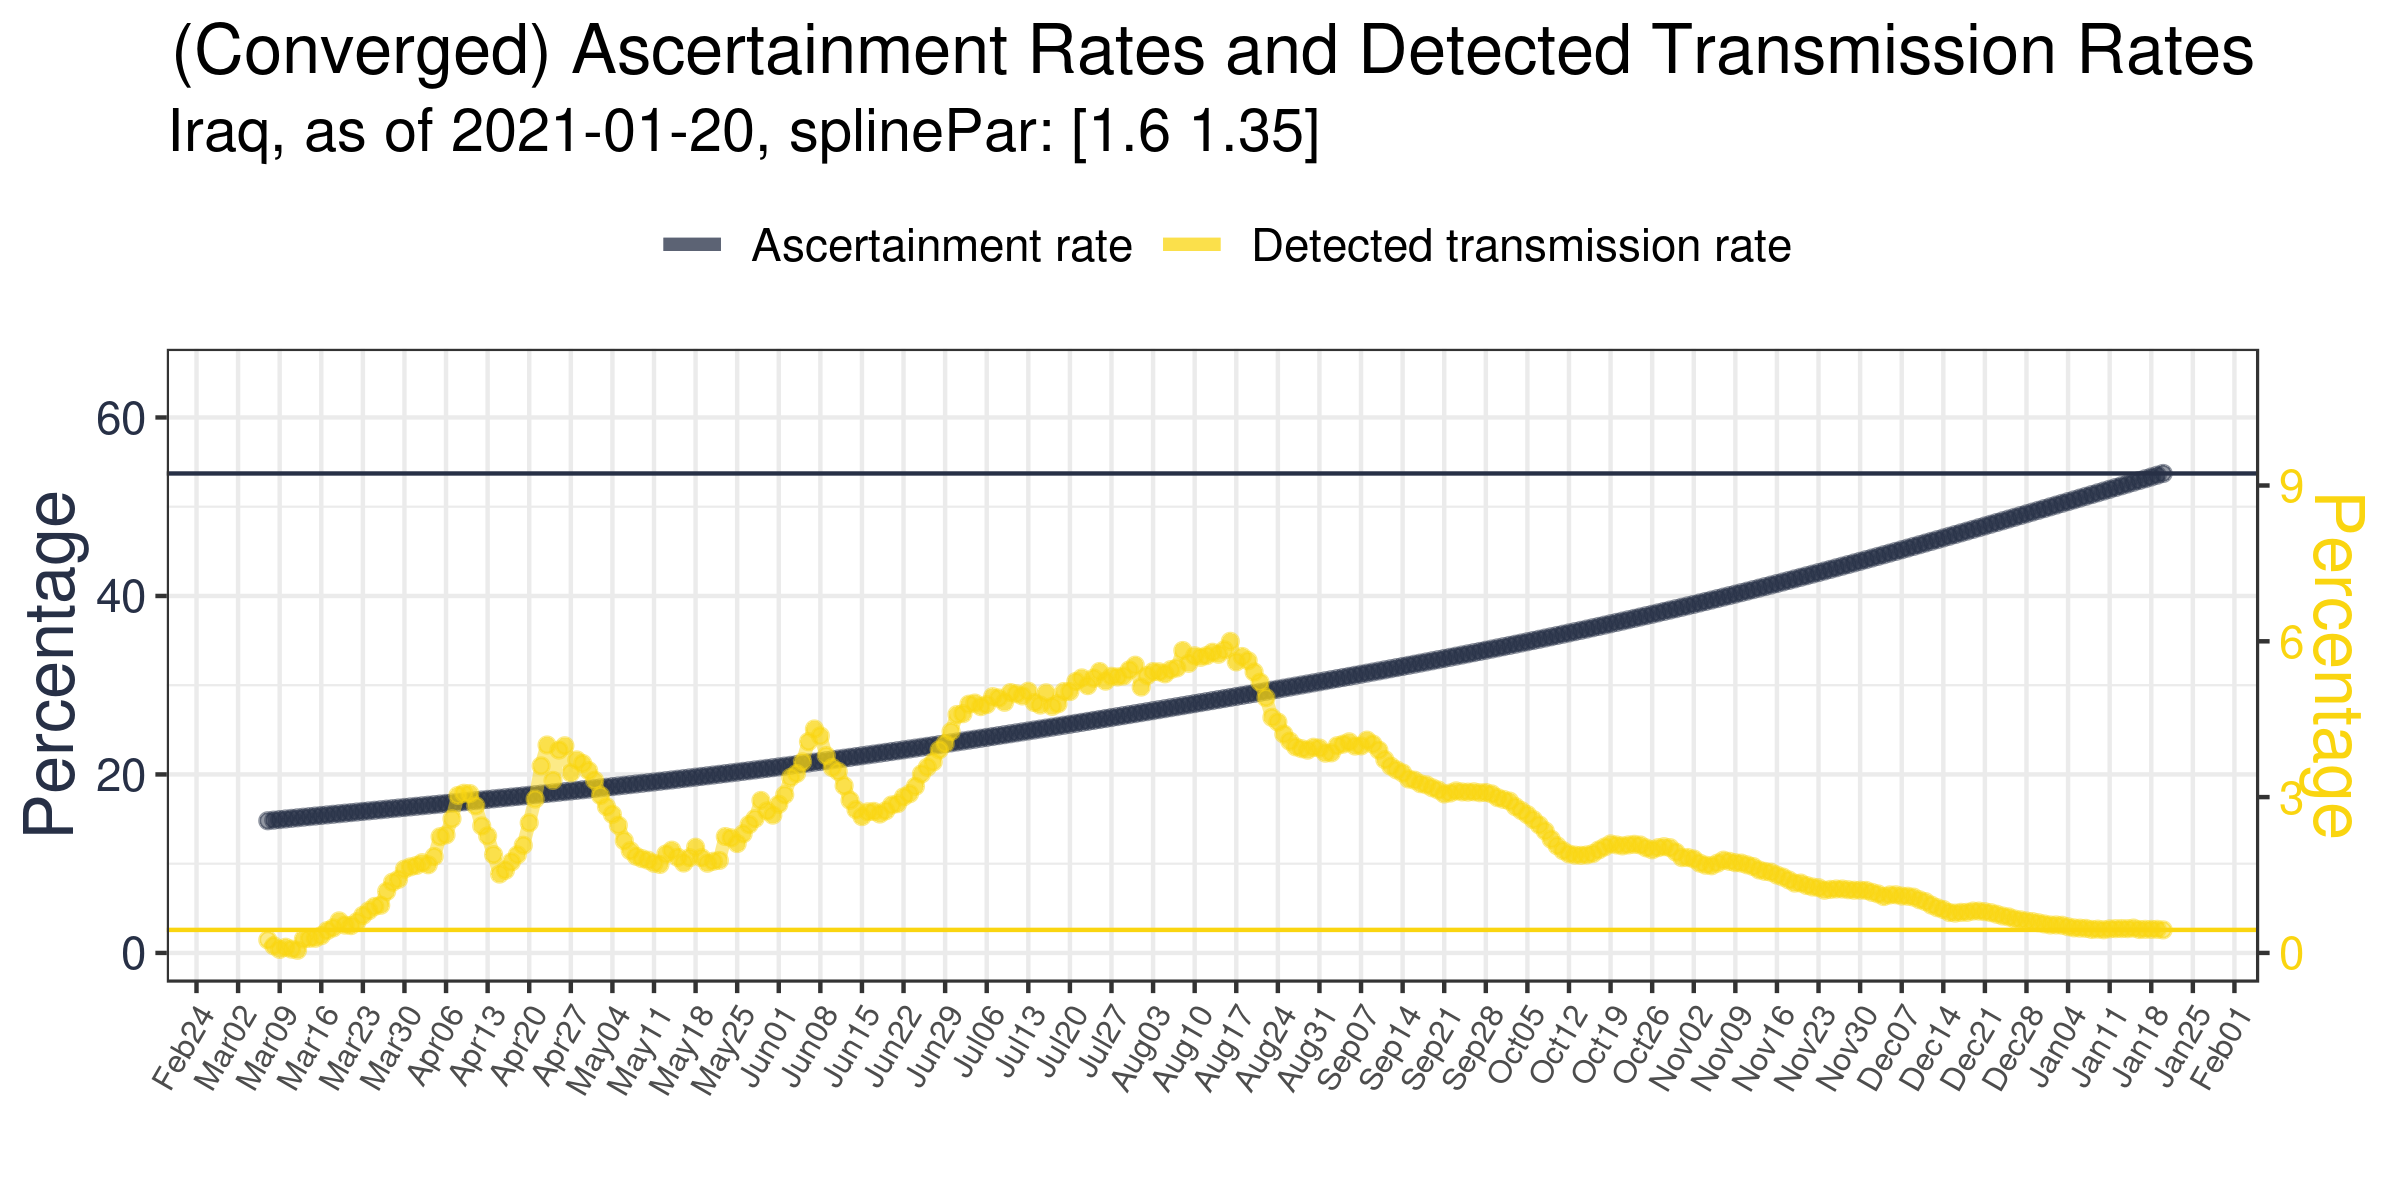 (Converged) Ascertainment Rates and Detected Transmission Rates
Iraq, as of 2021-01-20, splinePar: [1.6 1.35]
Ascertainment rate
Detected transmission rate
Percentage
60
40
20
0
9
6
3
0
Percentage
Feb24
Mar02
Mar09
Mar16
Mar23
Mar30
Apr06
Apr13
Apr20
Apr27
May04
May11
May18
May25
Jun01
Jun08
Jun15
Jun22
Jun29
Jul06
Jul13
Jul20
Jul27
Aug03
Aug10
Aug17
Aug24
Aug31
Sep07
Sep14
Sep21
Sep28
Oct05
Oct12
Oct19
Oct26
Nov02
Nov09
Nov16
Nov23
Nov30
Dec07
Dec14
Dec21
Dec28
Jan04
Jan11
Jan18
Jan25
Feb01